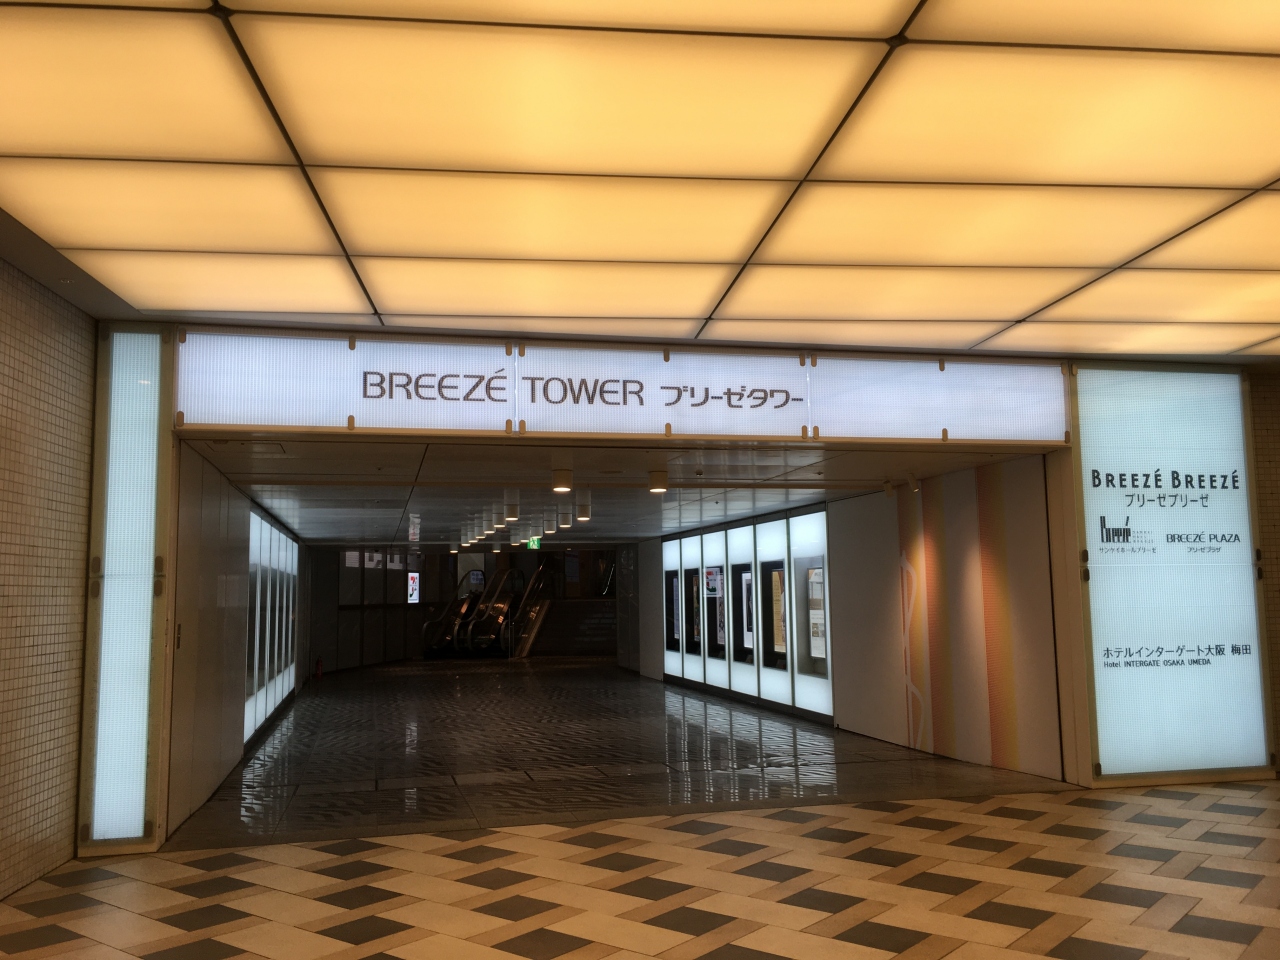 BREEZÉ TOWER ブリーゼタワー
BREEZÉ BREEZÉ
ブリーゼブリーゼ
Breezé
サンケイホールブリーゼ
BREEZÉ PLAZA
ブリーゼプラザ
ホテルインターゲート大阪 梅田
Hotel INTERGATE OSAKA UMEDA